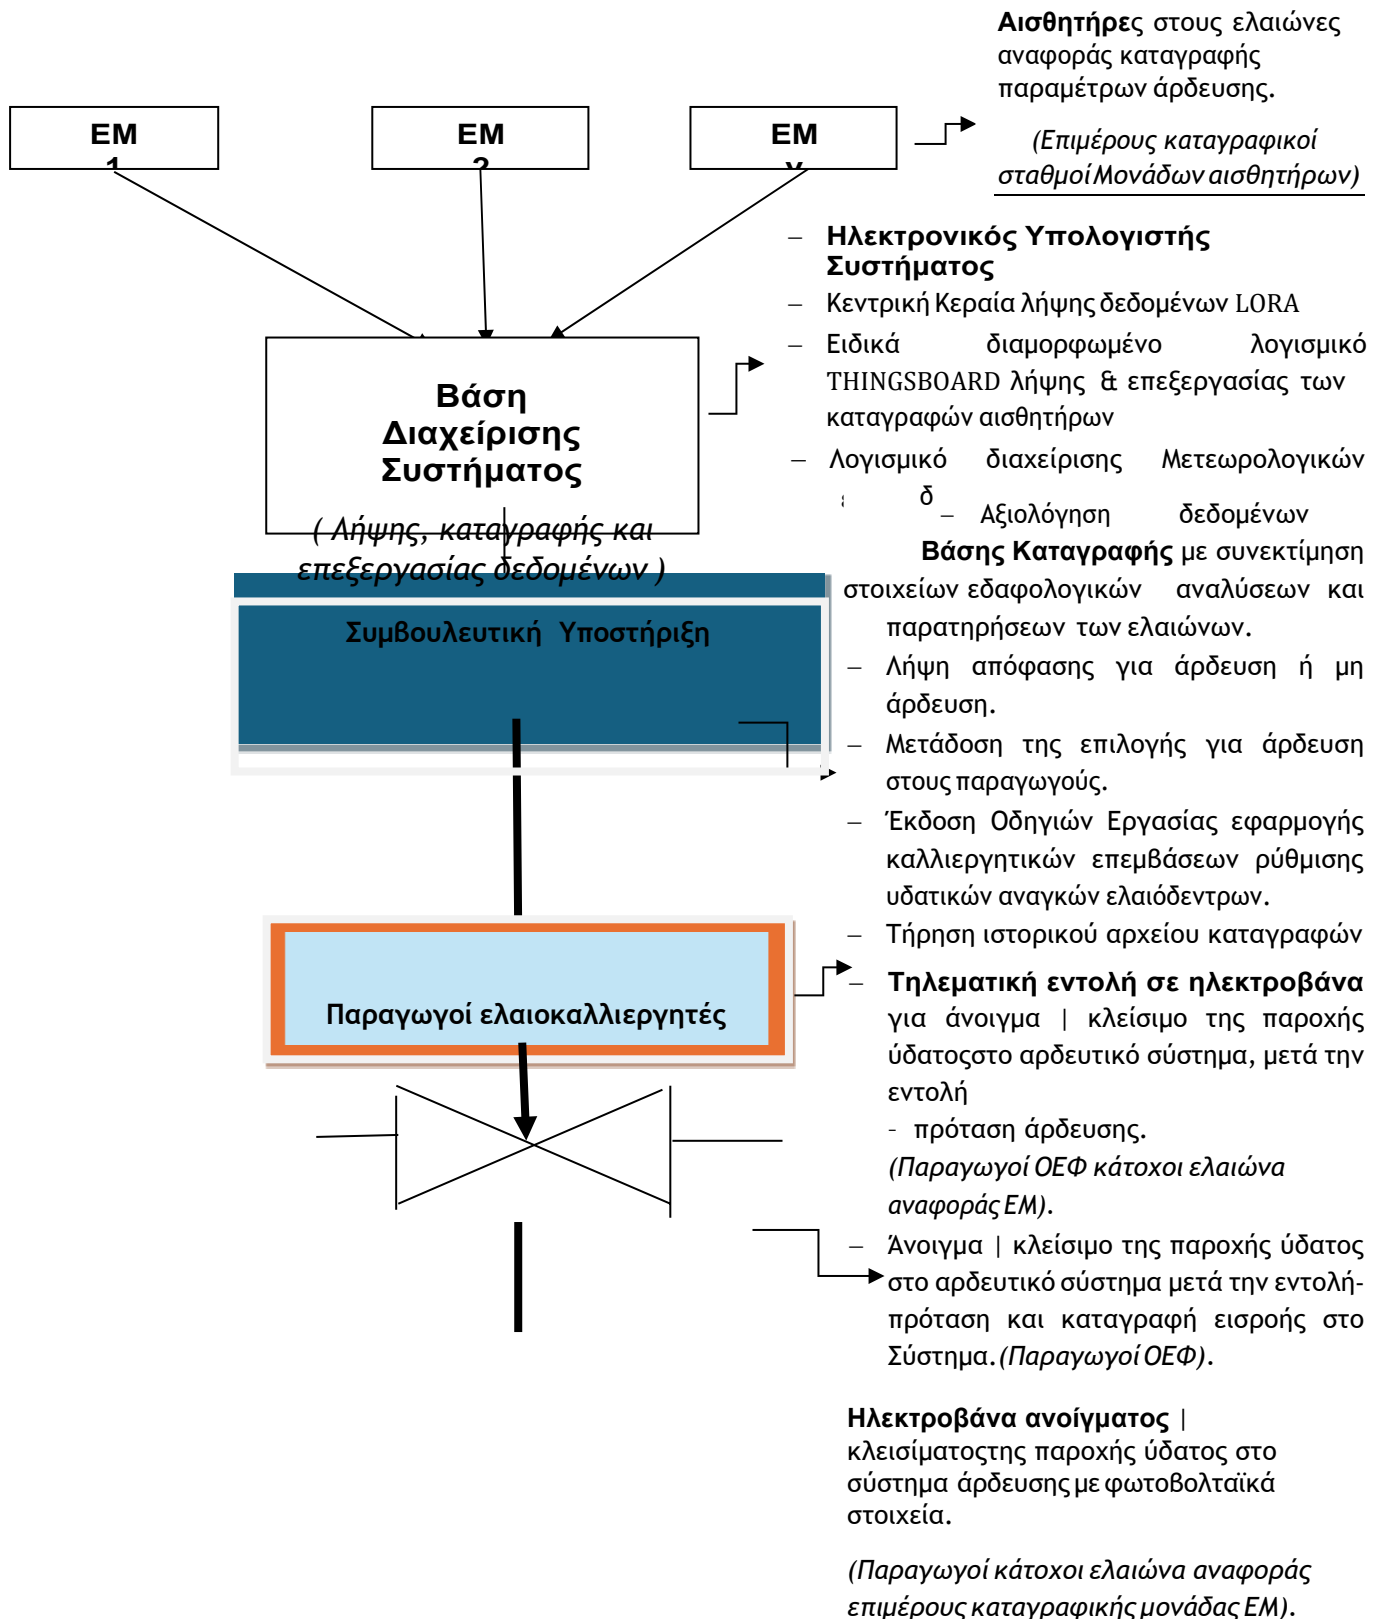 Αισθητήρες στους ελαιώνες
αναφοράς καταγραφής
παραμέτρων άρδευσης.
(Επιμέρους καταγραφικοί
σταθμοί Μονάδων αισθητήρων)
ΕΜ
1
ΕΜ
2
ΕΜ
ν
– Ηλεκτρονικός Υπολογιστής
Συστήματος
– Κεντρική Κεραία λήψης δεδομένων LORA
– Ειδικά διαμορφωμένο λογισμικό
THINGSBOARD λήψης & επεξεργασίας των
καταγραφών αισθητήρων
– Λογισμικό διαχείρισης Μετεωρολογικών
δ
Βάση
Διαχείρισης
Συστήματος
( Λήψης, καταγραφής και
επεξεργασίας δεδομένων )
– Αξιολόγηση δεδομένων
Βάσης Καταγραφής με συνεκτίμηση
στοιχείων εδαφολογικών αναλύσεων και
παρατηρήσεων των ελαιώνων.
– Λήψη απόφασης για άρδευση ή μη
άρδευση.
– Μετάδοση της επιλογής για άρδευση
στους παραγωγούς.
– Έκδοση Οδηγιών Εργασίας εφαρμογής
καλλιεργητικών επεμβάσεων ρύθμισης
υδατικών αναγκών ελαιόδεντρων.
– Τήρηση ιστορικού αρχείου καταγραφών
Συμβουλευτική Υποστήριξη
Παραγωγοί ελαιοκαλλιεργητές
– Τηλεματική εντολή σε ηλεκτροβάνα
για άνοιγμα | κλείσιμο της παροχής
ύδατοςστο αρδευτικό σύστημα, μετά την
εντολή
- πρόταση άρδευσης.
(Παραγωγοί ΟΕΦ κάτοχοι ελαιώνα
αναφοράς ΕΜ).
– Άνοιγμα | κλείσιμο της παροχής ύδατος
στο αρδευτικό σύστημα μετά την εντολή-
πρόταση και καταγραφή εισροής στο
Σύστημα.(Παραγωγοί ΟΕΦ).
Ηλεκτροβάνα ανοίγματος |
κλεισίματοςτης παροχής ύδατος στο
σύστημα άρδευσης με φωτοβολταϊκά
στοιχεία.
(Παραγωγοί κάτοχοι ελαιώνα αναφοράς
επιμέρους καταγραφικής μονάδας ΕΜ).